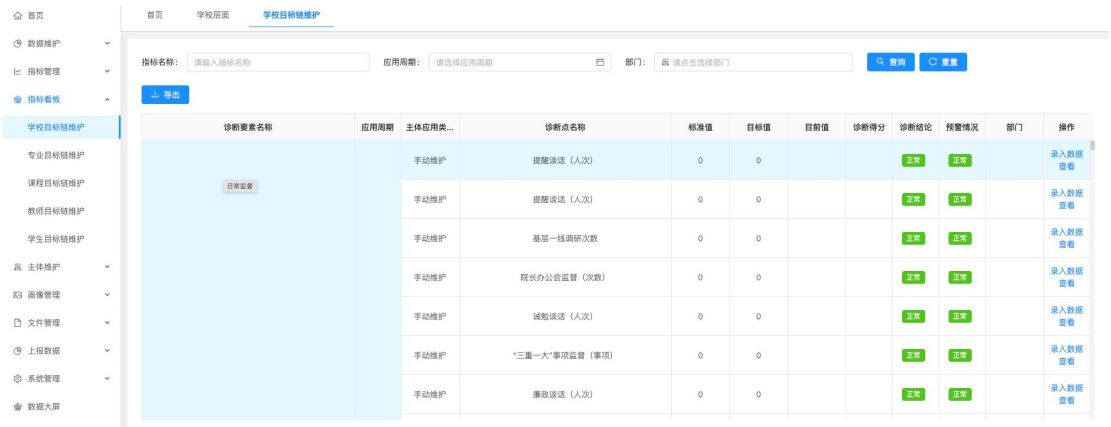 首页
数据维护
指标管理
指标看板
学校目标链维护
专业目标链维护
课程目标链维护
教师目标链维护
学生目标链维护
主体维护
画像管理
文件管理
上报数据
系统管理
数据大屏
首页 学校层面 学校目标链维护
指标名称： 请输入指标名称 应用周期： 请选择应用周期 部门： 请点击选择部门 查询 重置
导出
诊断要素名称 应用周期 主体应用类... 诊断点名称 标准值 目标值 目前值 诊断得分 诊断结论 预警情况 部门 操作
日常监督
手动维护 提醒谈话（人次） 0 0 正常 正常 录入数据 查看
手动维护 提醒谈话（人次） 0 0 正常 正常 录入数据 查看
手动维护 基层一线调研次数 0 0 正常 正常 录入数据 查看
手动维护 院长办公会监督（次数） 0 0 正常 正常 录入数据 查看
手动维护 诫勉谈话（人次） 0 0 正常 正常 录入数据 查看
手动维护 “三重一大”事项监督（事项） 0 0 正常 正常 录入数据 查看
手动维护 廉政谈话（人次） 0 0 正常 正常 录入数据 查看